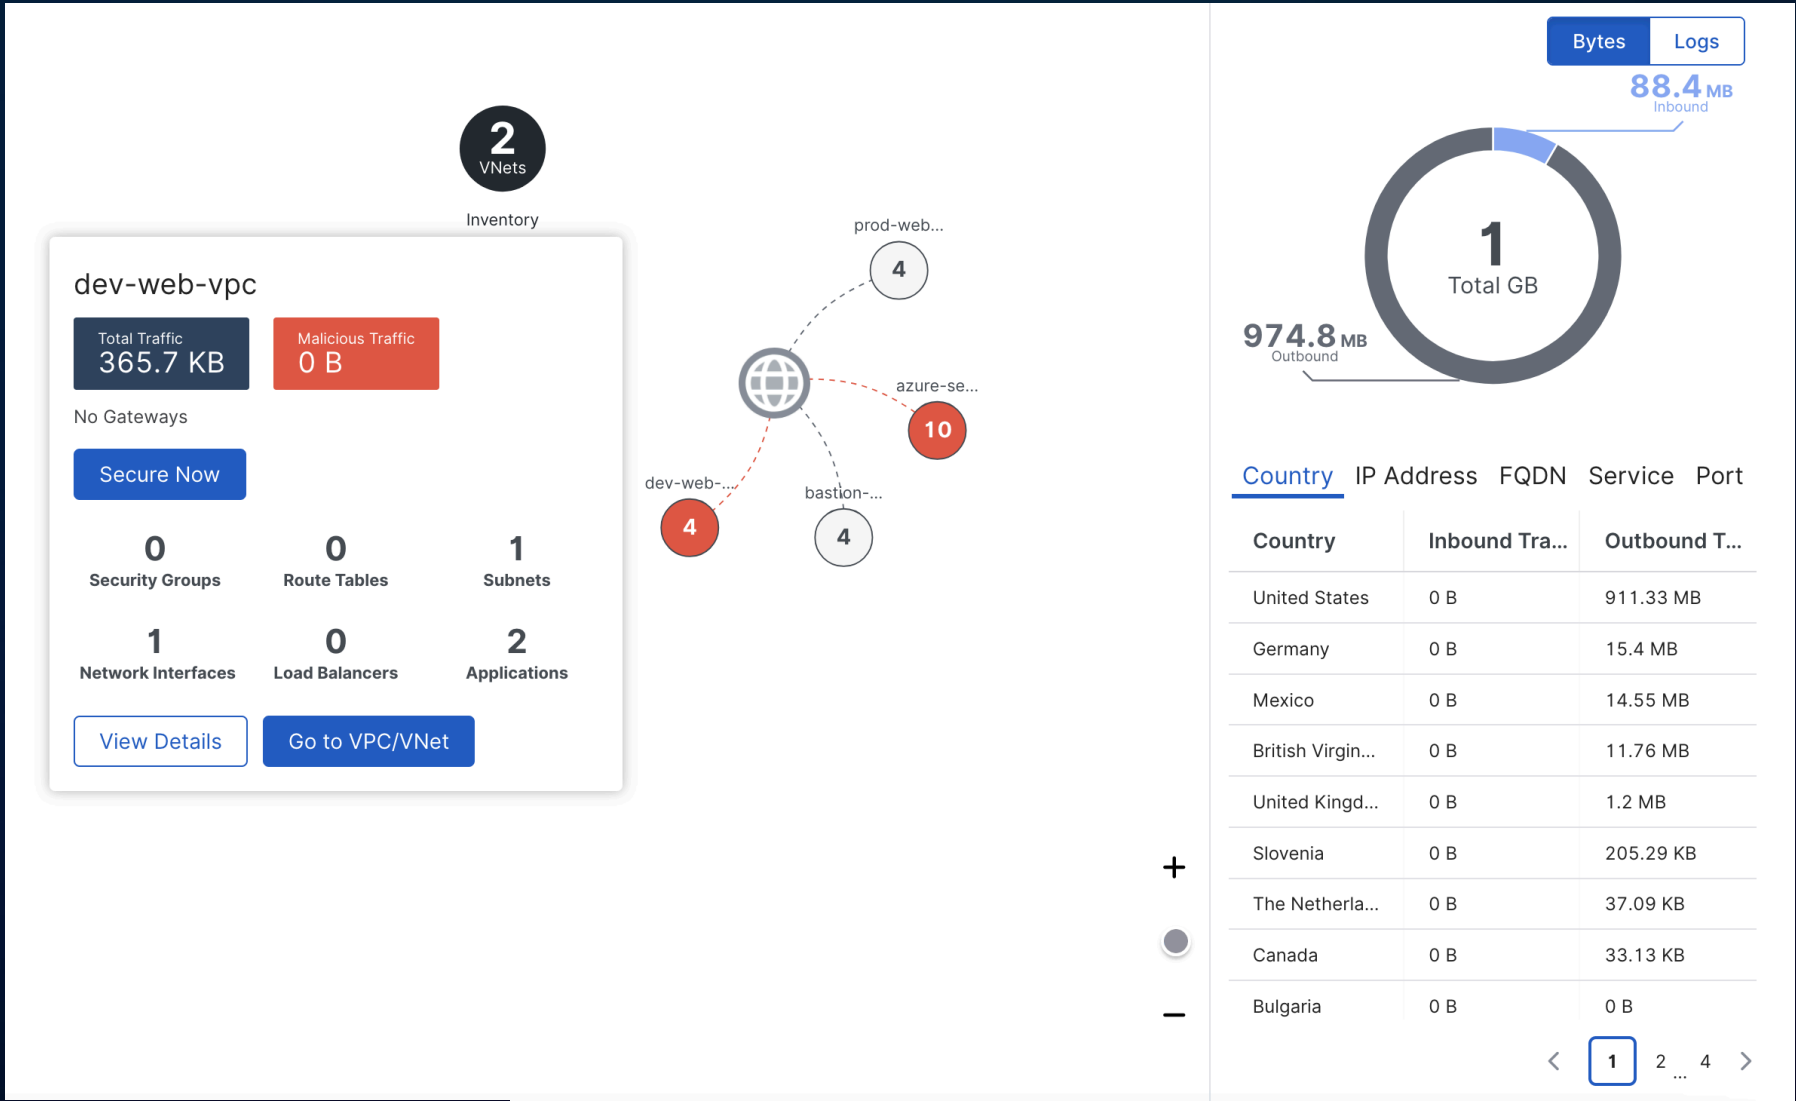 Bytes
Logs
88.4 MB
Inbound
2
VNets
Inventory
prod-web...
4
azure-se...
10
dev-web-...
4
bastion-...
4
dev-web-vpc
Total Traffic
365.7 KB
Malicious Traffic
0 B
No Gateways
Secure Now
0
Security Groups
0
Route Tables
1
Subnets
1
Network Interfaces
0
Load Balancers
2
Applications
View Details
Go to VPC/VNet
+
−
1
Total GB
974.8 MB
Outbound
Country IP Address FQDN Service Port
Country Inbound Tra... Outbound T...
United States 0 B 911.33 MB
Germany 0 B 15.4 MB
Mexico 0 B 14.55 MB
British Virgin... 0 B 11.76 MB
United Kingd... 0 B 1.2 MB
Slovenia 0 B 205.29 KB
The Netherla... 0 B 37.09 KB
Canada 0 B 33.13 KB
Bulgaria 0 B 0 B
< 1 2 ... 4 >